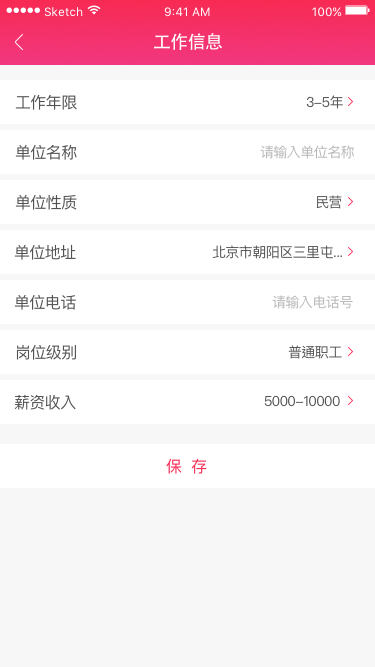 Sketch 9:41 AM 100%
工作信息
工作年限 3-5年
单位名称 请输入单位名称
单位性质 民营
单位地址 北京市朝阳区三里屯...
单位电话 请输入电话号
岗位级别 普通职工
薪资收入 5000-10000
保 存